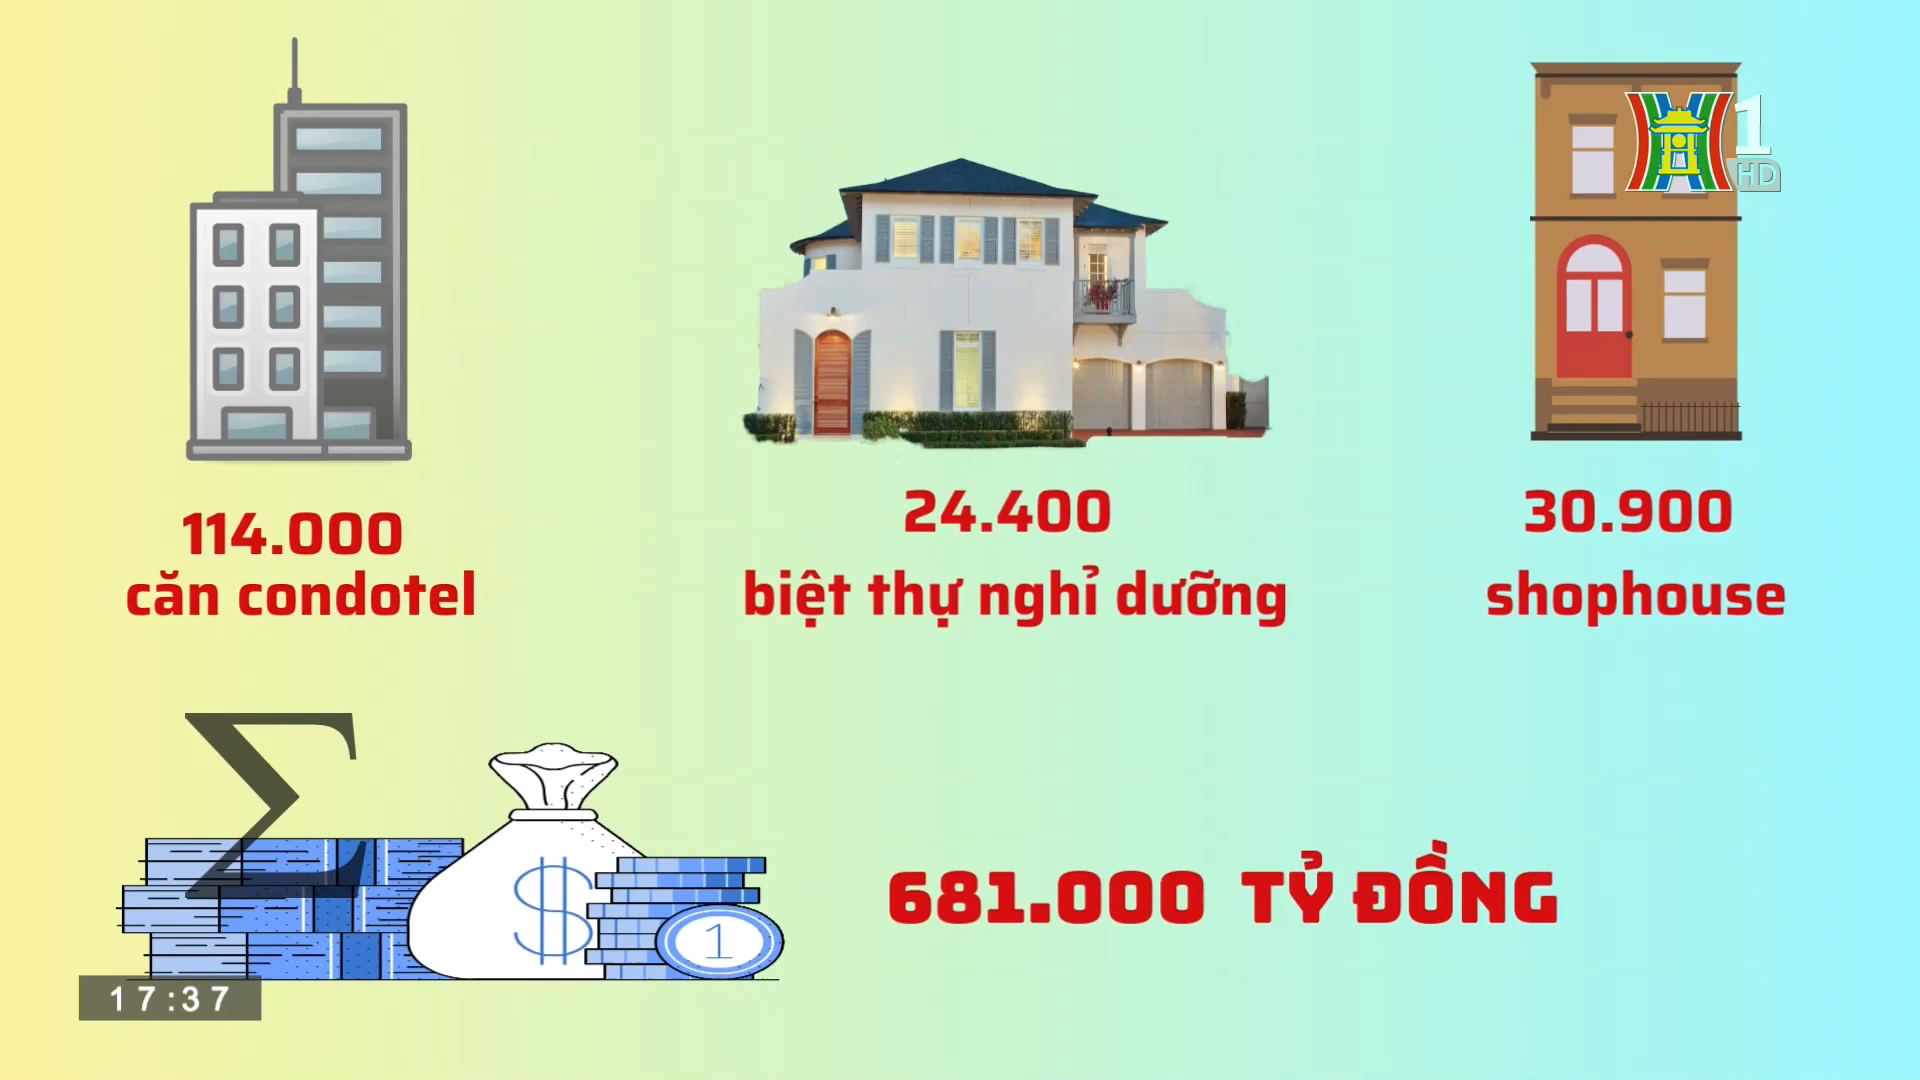 1
HD
114.000
căn condotel
24.400
biệt thự nghỉ dưỡng
30.900
shophouse
Σ
$
1
681.000 TỶ ĐỒNG
17:37